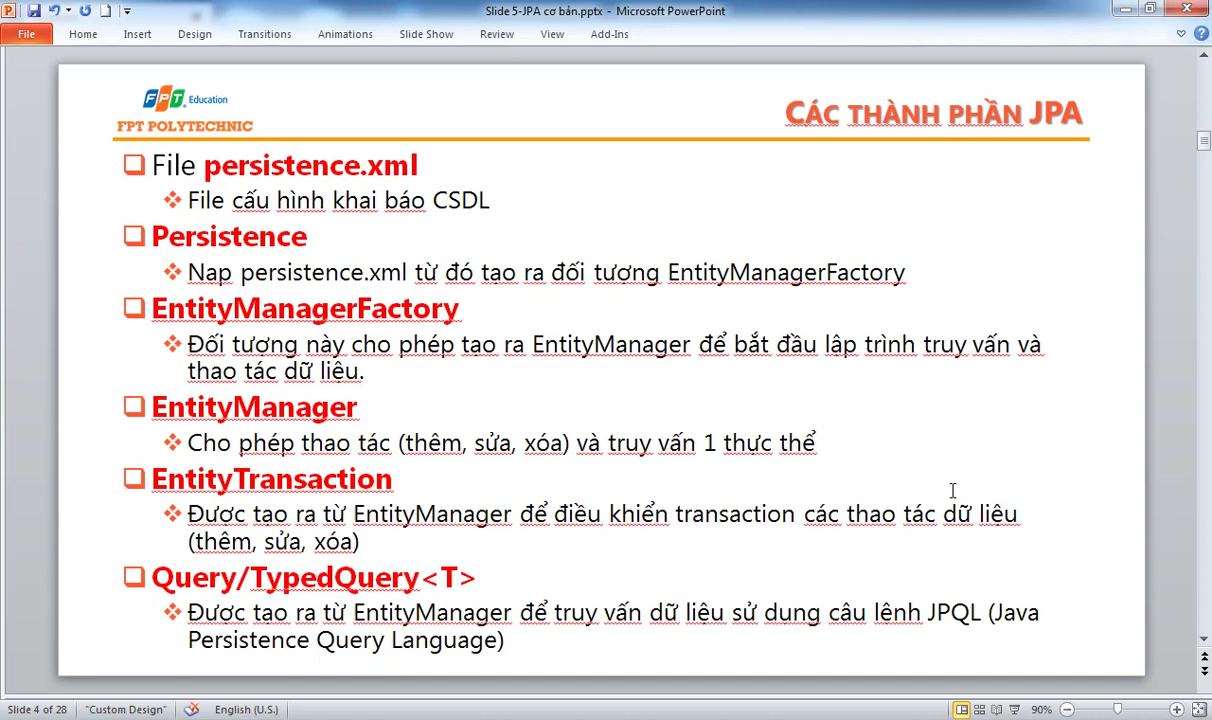 Slide 5-JPA cơ bản.pptx - Microsoft PowerPoint
File Home Insert Design Transitions Animations Slide Show Review View Add-Ins
FPT Education
FPT POLYTECHNIC
CÁC THÀNH PHẦN JPA
File persistence.xml
File cấu hình khai báo CSDL
Persistence
Nạp persistence.xml từ đó tạo ra đối tượng EntityManagerFactory
EntityManagerFactory
Đối tượng này cho phép tạo ra EntityManager để bắt đầu lập trình truy vấn và
thao tác dữ liệu.
EntityManager
Cho phép thao tác (thêm, sửa, xóa) và truy vấn 1 thực thể
EntityTransaction
Được tạo ra từ EntityManager để điều khiển transaction các thao tác dữ liệu
(thêm, sửa, xóa)
Query/TypedQuery<T>
Được tạo ra từ EntityManager để truy vấn dữ liệu sử dung câu lênh JPQL (Java
Persistence Query Language)
Slide 4 of 28 "Custom Design" English (U.S.) 90%